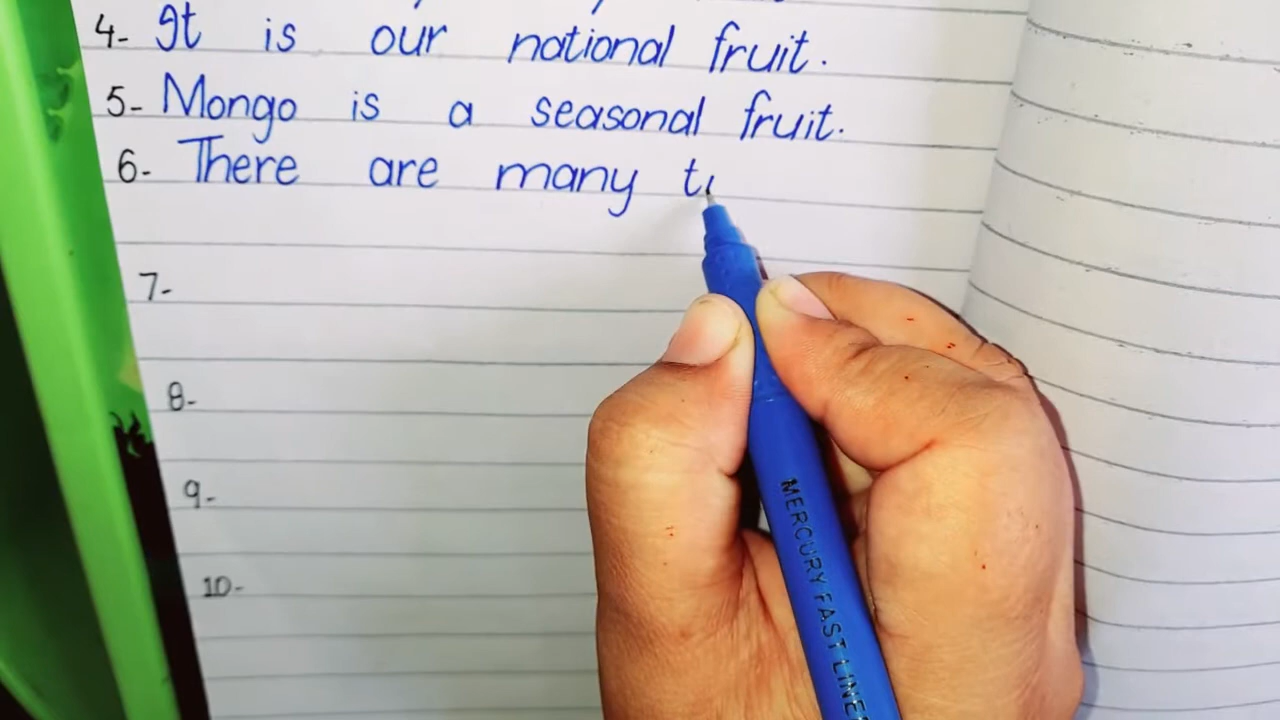 4- It is our national fruit.
5- Mongo is a seasonal fruit.
6- There are many
7-
8-
9-
10-
MERCURY FAST LINER